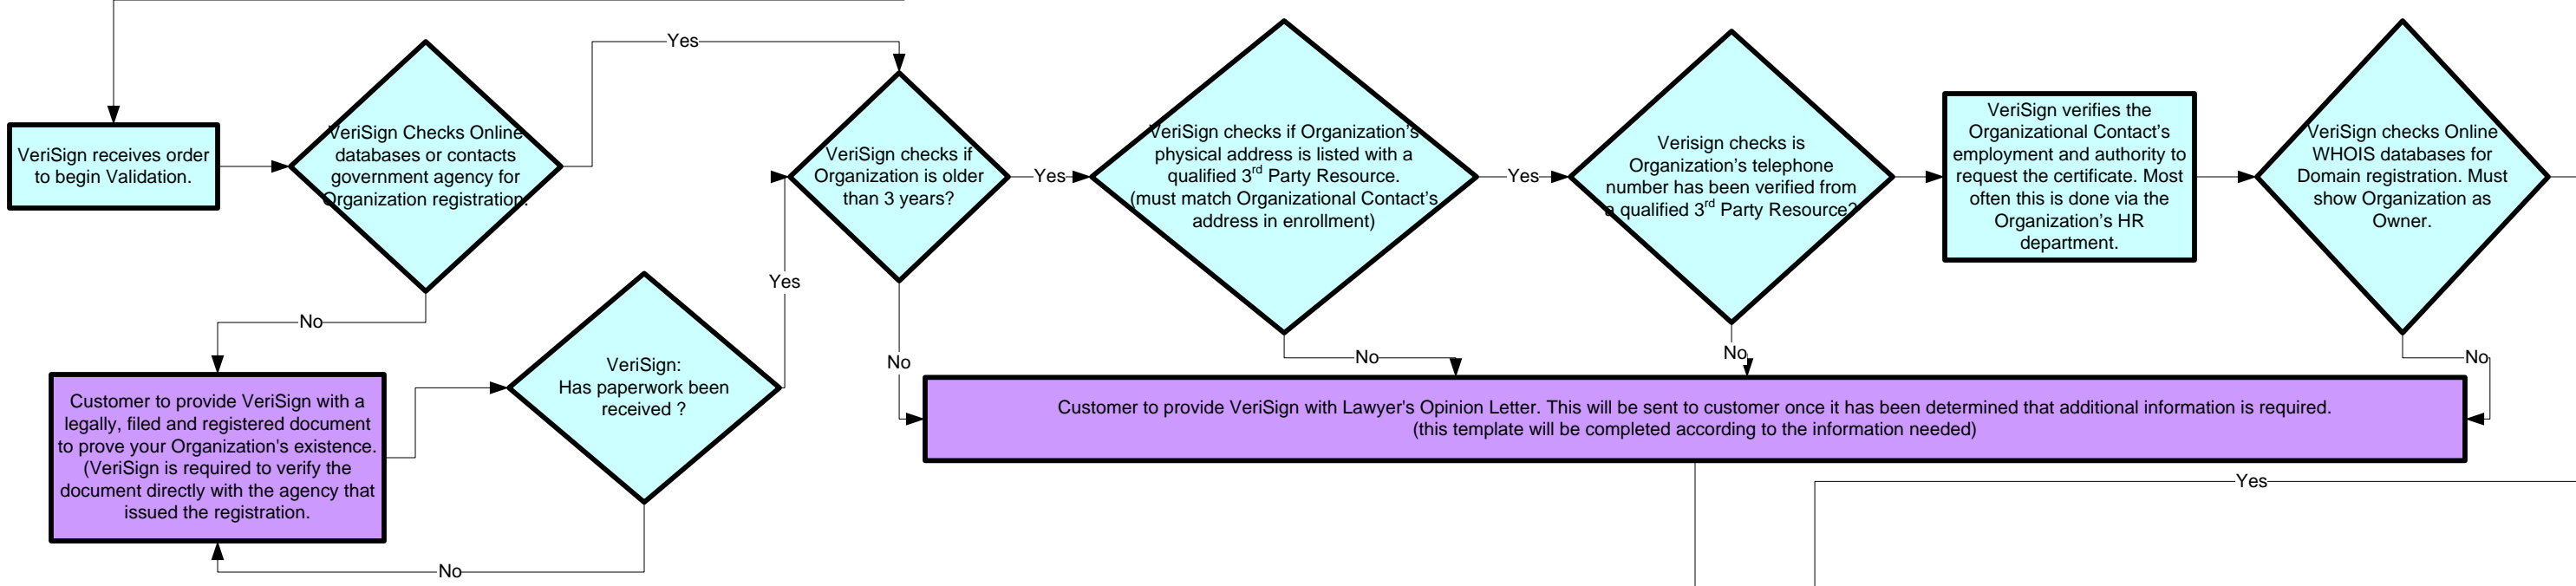 VeriSign receives order
to begin Validation.
VeriSign Checks Online
databases or contacts
government agency for
Organization registration.
Yes
No
Customer to provide VeriSign with a
legally, filed and registered document
to prove your Organization's existence.
(VeriSign is required to verify the
document directly with the agency that
issued the registration.
VeriSign:
Has paperwork been
received ?
Yes
No
VeriSign checks if
Organization is older
than 3 years?
Yes
No
VeriSign checks if Organization's
physical address is listed with a
qualified 3rd Party Resource.
(must match Organizational Contact's
address in enrollment)
Yes
No
Verisign checks is
Organization's telephone
number has been verified from
a qualified 3rd Party Resource?
No
VeriSign verifies the
Organizational Contact's
employment and authority to
request the certificate. Most
often this is done via the
Organization's HR
department.
VeriSign checks Online
WHOIS databases for
Domain registration. Must
show Organization as
Owner.
No
Customer to provide VeriSign with Lawyer's Opinion Letter. This will be sent to customer once it has been determined that additional information is required.
(this template will be completed according to the information needed)
Yes